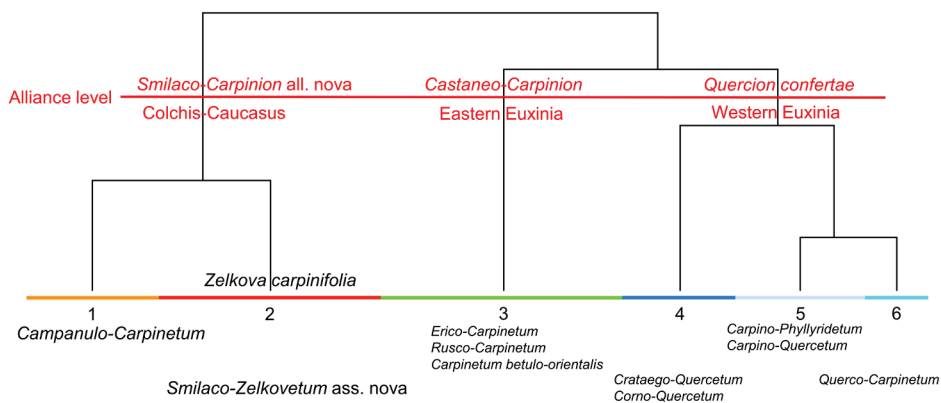 Smilaco-Carpinion all. nova
Castaneo-Carpinion
Quercion confertae
Alliance level
Colchis-Caucasus
Eastern Euxinia
Western Euxinia
Zelkova carpinifolia
1
2
3
4
5
6
Campanulo-Carpinetum
Erico-Carpinetum
Rusco-Carpinetum
Carpinetum betulo-orientalis
Carpino-Phyllyridetum
Carpino-Quercetum
Smilaco-Zelkovetum ass. nova
Crataego-Quercetum
Corno-Quercetum
Querco-Carpinetum